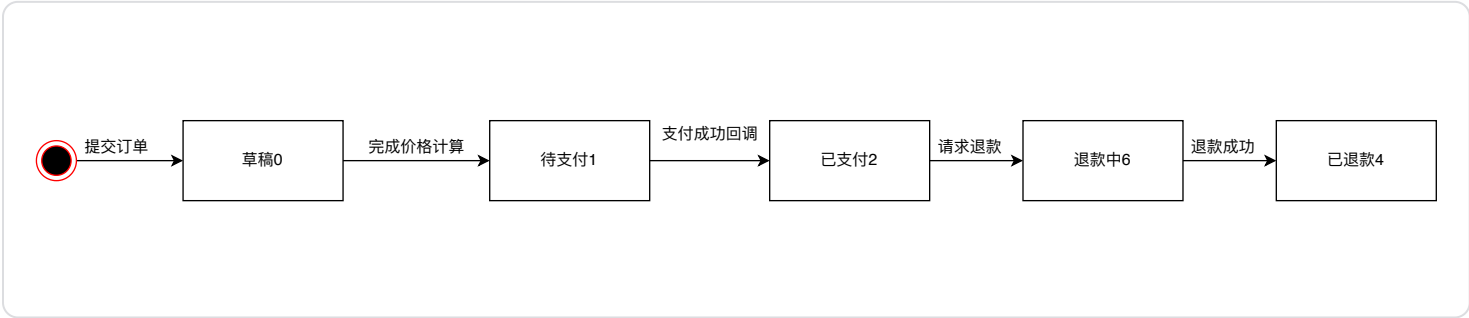 提交订单
草稿0
完成价格计算
待支付1
支付成功回调
已支付2
请求退款
退款中6
退款成功
已退款4